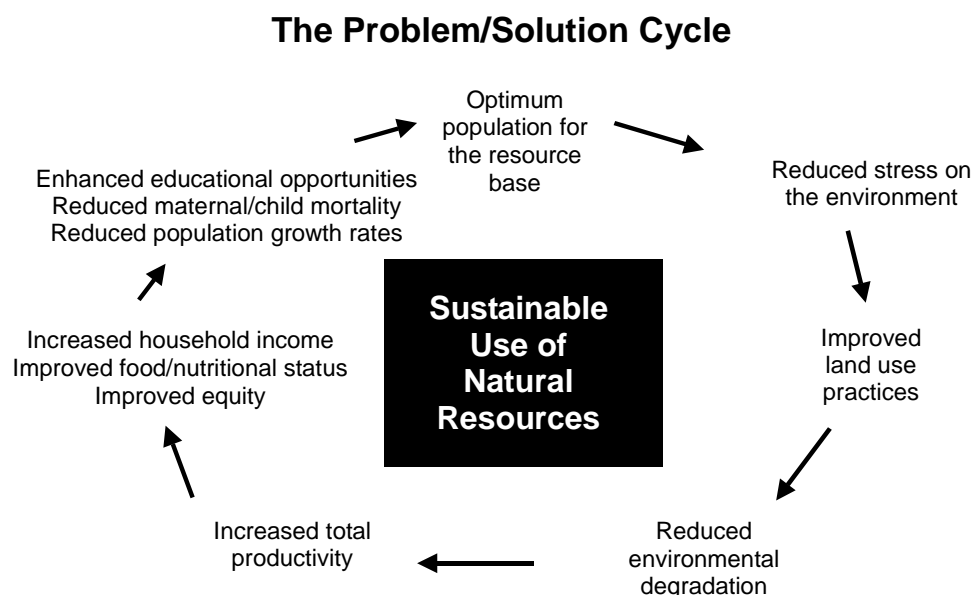 The Problem/Solution Cycle
Optimum
population for
the resource
base
Reduced stress on
the environment
Improved
land use
practices
Reduced
environmental
degradation
Increased total
productivity
Increased household income
Improved food/nutritional status
Improved equity
Enhanced educational opportunities
Reduced maternal/child mortality
Reduced population growth rates
Sustainable
Use of
Natural
Resources